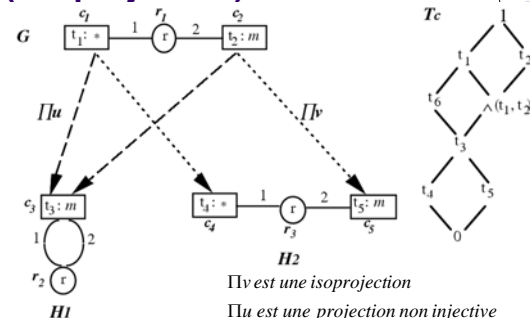 G
c1
t1 : *
1
r1
r
2
c2
t2 : m
Πu
Πv
c3
t3 : m
1
2
r2
r
H1
t4 : *
c4
1
r
r3
2
t5 : m
c5
H2
Πv est une isoprojection
Πu est une projection non injective
Tc
1
t1
t2
t6
∧(t1, t2)
t3
t4
t5
0